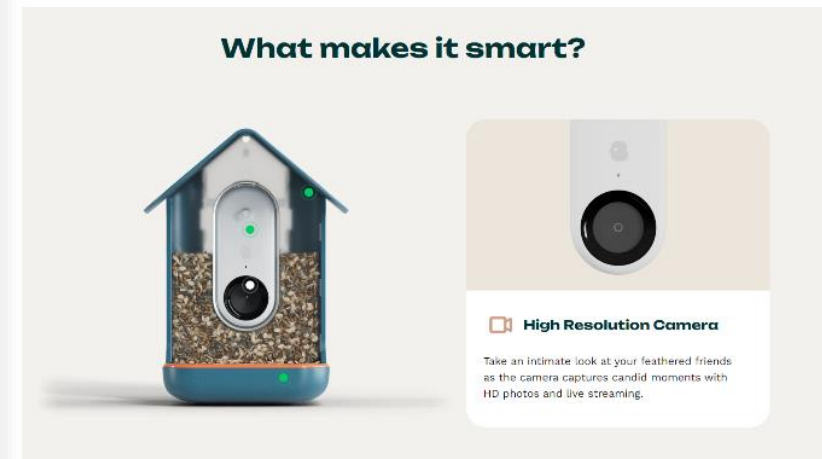 What makes it smart?
High Resolution Camera
Take an intimate look at your feathered friends
as the camera captures candid moments with
HD photos and live streaming.